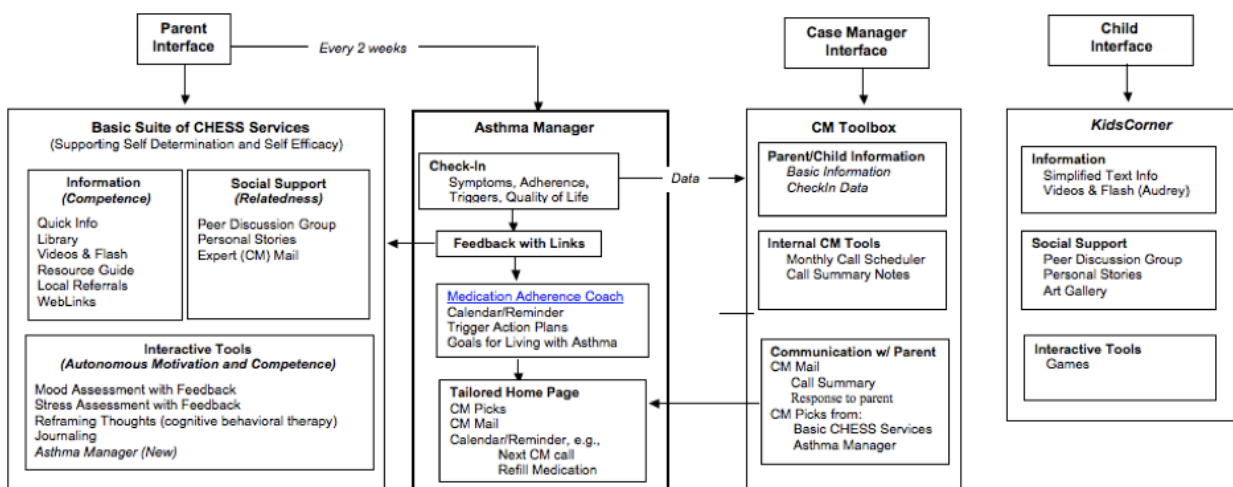 Parent
Interface
Every 2 weeks
Case Manager
Interface
Child
Interface
Basic Suite of CHESS Services
(Supporting Self Determination and Self Efficacy)
Information
(Competence)
Quick Info
Library
Videos & Flash
Resource Guide
Local Referrals
WebLinks
Social Support
(Relatedness)
Peer Discussion Group
Personal Stories
Expert (CM) Mail
Interactive Tools
(Autonomous Motivation and Competence)
Mood Assessment with Feedback
Stress Assessment with Feedback
Reframing Thoughts (cognitive behavioral therapy)
Journaling
Asthma Manager (New)
Asthma Manager
Check-In
Symptoms, Adherence,
Triggers, Quality of Life
Feedback with Links
Medication Adherence Coach
Calendar/Reminder
Trigger Action Plans
Goals for Living with Asthma
Tailored Home Page
CM Picks
CM Mail
Calendar/Reminder, e.g.,
Next CM call
Refill Medication
Data
CM Toolbox
Parent/Child Information
Basic Information
CheckIn Data
Internal CM Tools
Monthly Call Scheduler
Call Summary Notes
Communication w/ Parent
CM Mail
Call Summary
Response to parent
CM Picks from:
Basic CHESS Services
Asthma Manager
KidsCorner
Information
Simplified Text Info
Videos & Flash (Audrey)
Social Support
Peer Discussion Group
Personal Stories
Art Gallery
Interactive Tools
Games